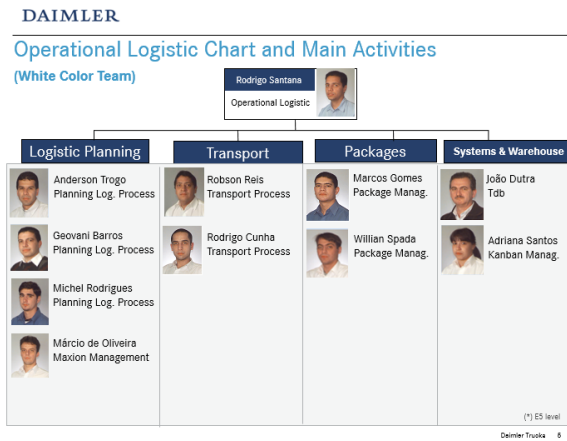 DAIMLER
Operational Logistic Chart and Main Activities
(White Color Team)
Rodrigo Santana
Operational Logistic
Logistic Planning
Anderson Trogo
Planning Log. Process
Geovani Barros
Planning Log. Process
Michel Rodrigues
Planning Log. Process
Márcio de Oliveira
Maxion Management
Transport
Robson Reis
Transport Process
Rodrigo Cunha
Transport Process
Packages
Marcos Gomes
Package Manag.
Willian Spada
Package Manag.
Systems & Warehouse
João Dutra
Tdb
Adriana Santos
Kanban Manag.
(*) E5 level
Daimler Trucks 6